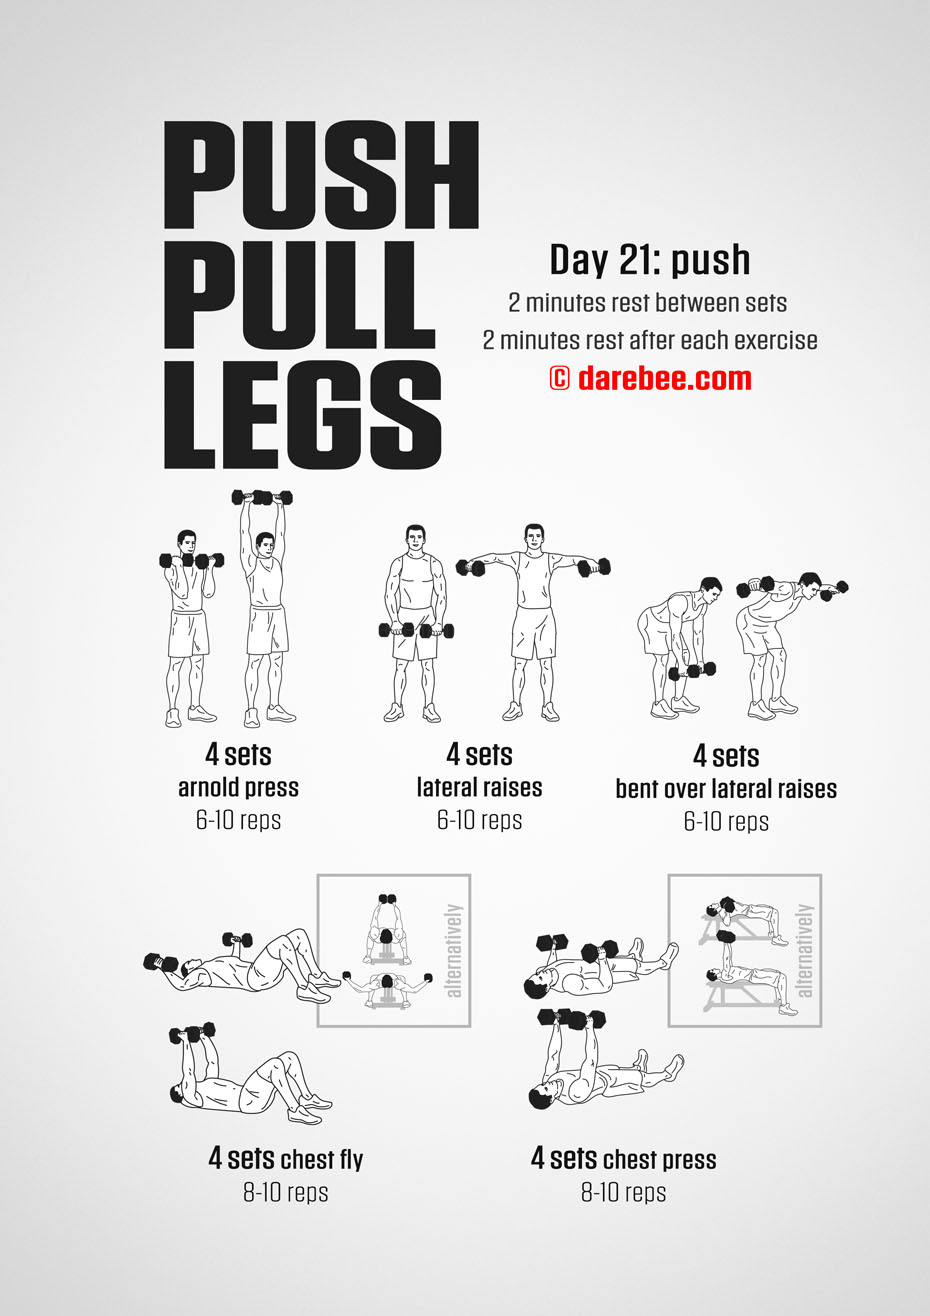 PUSH
PULL
LEGS
Day 21: push
2 minutes rest between sets
2 minutes rest after each exercise
© darebee.com
4 sets
arnold press
6-10 reps
4 sets
lateral raises
6-10 reps
4 sets
bent over lateral raises
6-10 reps
alternatively
alternatively
4 sets chest fly
8-10 reps
4 sets chest press
8-10 reps